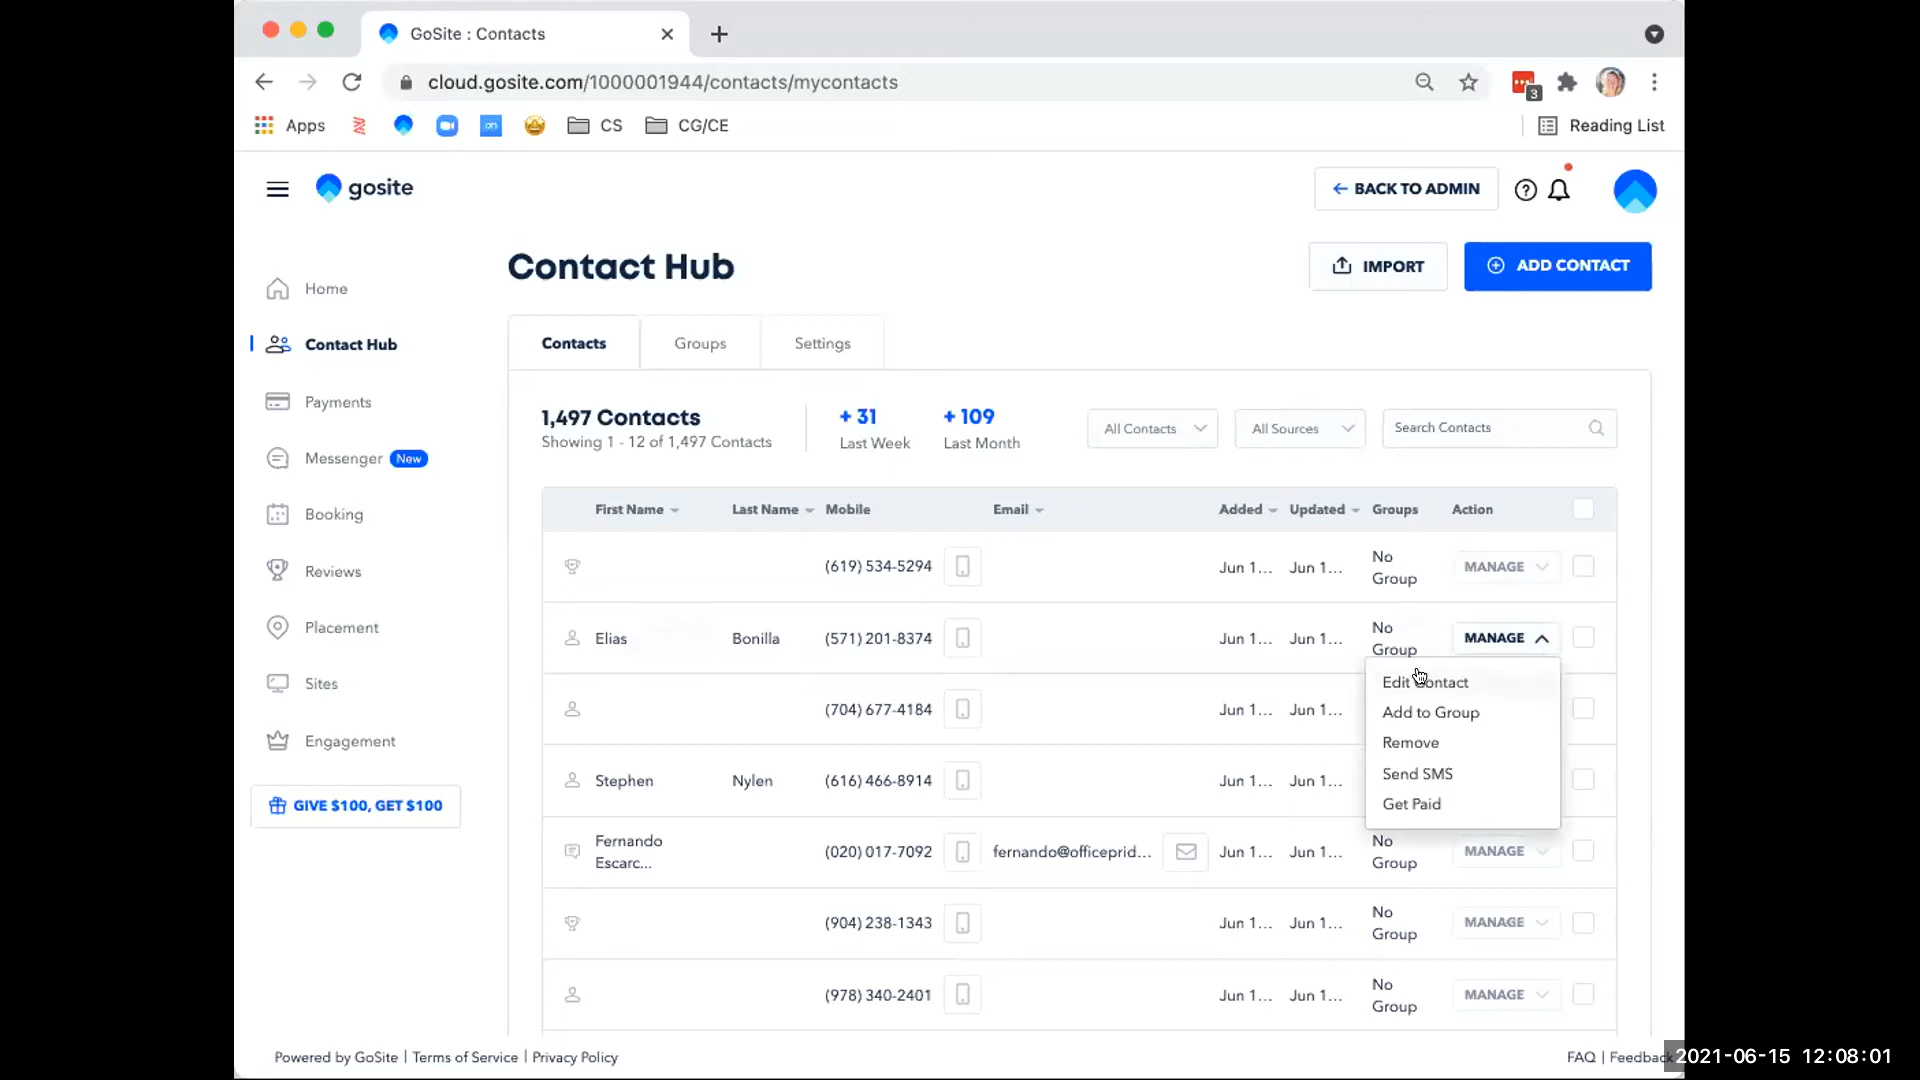 GoSite : Contacts
cloud.gosite.com/1000001944/contacts/mycontacts
3
Apps
on
CS
CG/CE
Reading List
gosite
BACK TO ADMIN
Contact Hub
IMPORT
ADD CONTACT
Home
Contact Hub
Payments
Messenger New
Booking
Reviews
Placement
Sites
Engagement
GIVE $100, GET $100
Contacts Groups Settings
1,497 Contacts
Showing 1 - 12 of 1,497 Contacts
+ 31
Last Week
+ 109
Last Month
All Contacts
All Sources
Search Contacts
First Name Last Name Mobile Email Added Updated Groups Action
(619) 534-5294 Jun 1... Jun 1... No Group MANAGE
Elias Bonilla (571) 201-8374 Jun 1... Jun 1... No Group MANAGE
Edit Contact
Add to Group
Remove
Send SMS
Get Paid
(704) 677-4184 Jun 1... Jun 1...
Stephen Nylen (616) 466-8914 Jun 1... Jun 1...
Fernando Escarc... (020) 017-7092 fernando@officeprid... Jun 1... Jun 1... No Group MANAGE
(904) 238-1343 Jun 1... Jun 1... No Group MANAGE
(978) 340-2401 Jun 1... Jun 1... No Group MANAGE
Powered by GoSite | Terms of Service | Privacy Policy
FAQ | Feedback
2021-06-15 12:08:01